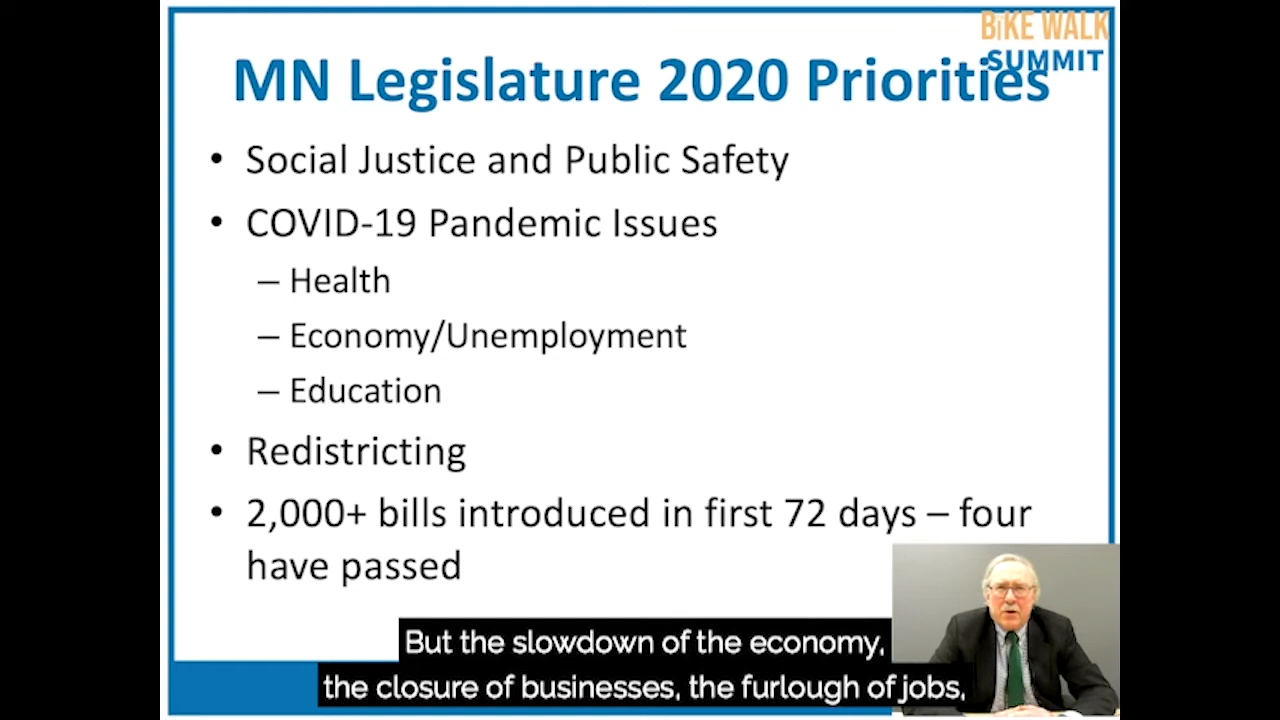 BIKE WALK
SUMMIT
MN Legislature 2020 Priorities
• Social Justice and Public Safety
• COVID-19 Pandemic Issues
– Health
– Economy/Unemployment
– Education
• Redistricting
• 2,000+ bills introduced in first 72 days – four
have passed
But the slowdown of the economy,
the closure of businesses, the furlough of jobs,